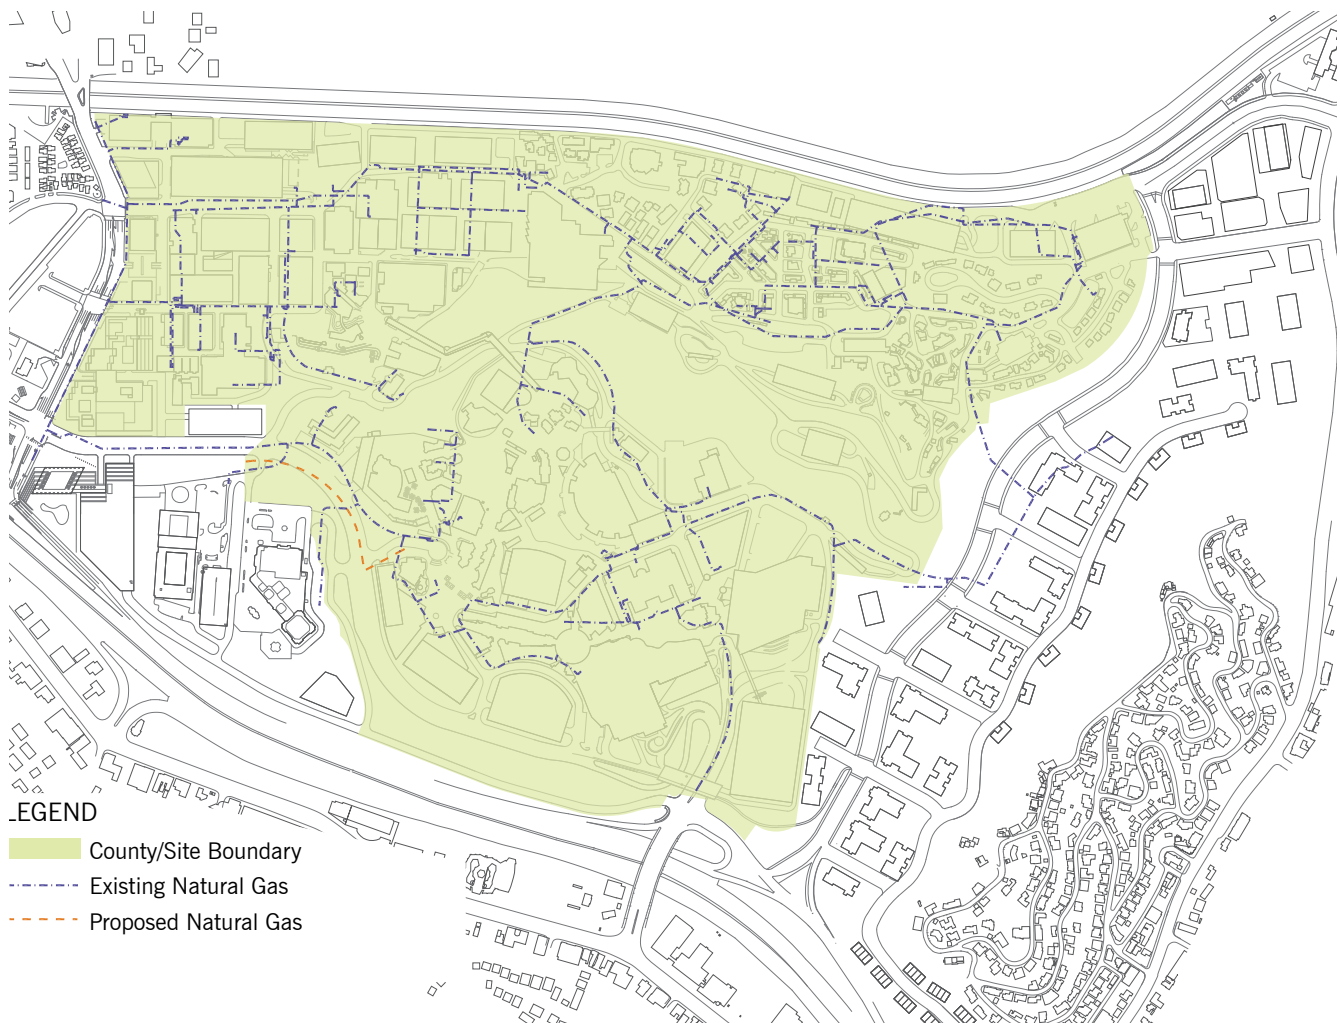 LEGEND
County/Site Boundary
Existing Natural Gas
Proposed Natural Gas